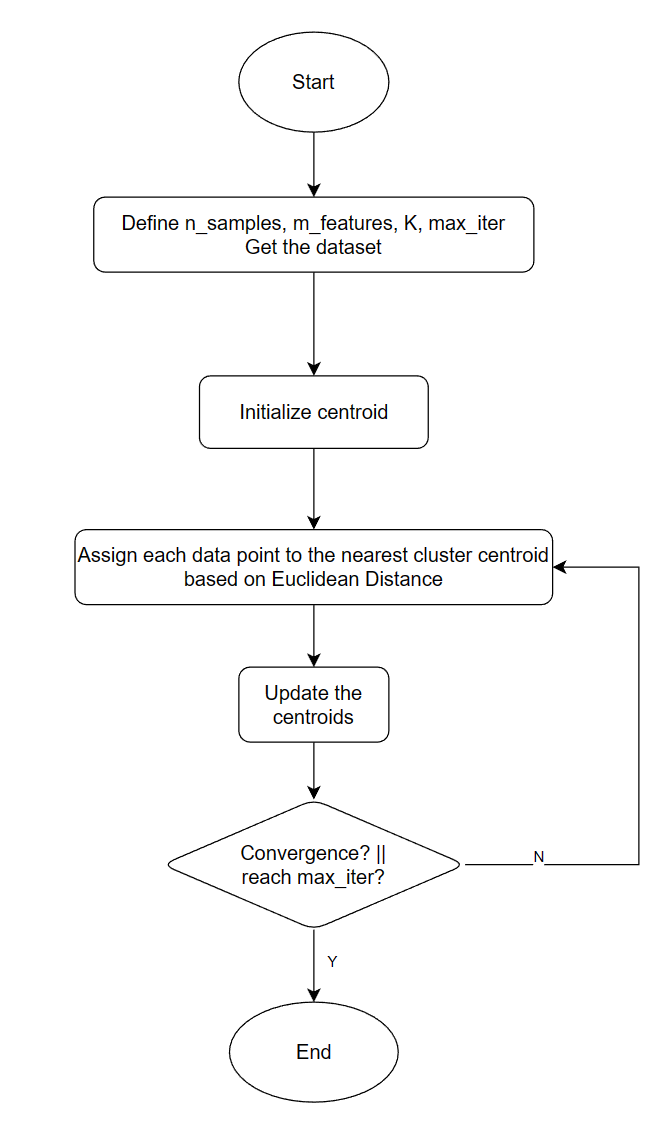 Start
Define n_samples, m_features, K, max_iter
Get the dataset
Initialize centroid
Assign each data point to the nearest cluster centroid
based on Euclidean Distance
Update the
centroids
Convergence? ||
reach max_iter?
N
Y
End